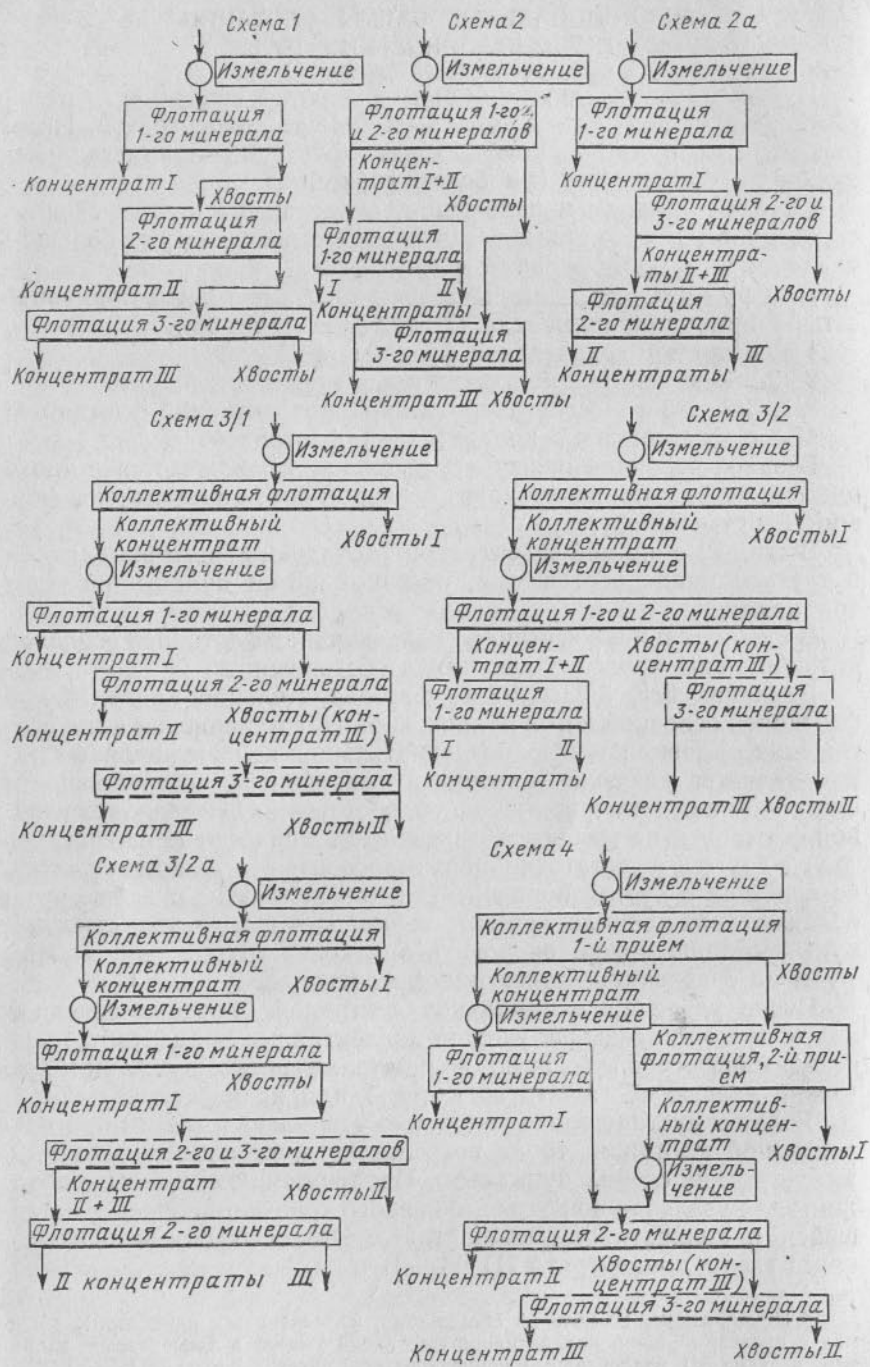 Схема 1
Измельчение
Флотация
1-го минерала
Концентрат I
Хвосты
Флотация
2-го минерала
Концентрат II
Флотация 3-го минерала
Концентрат III
Хвосты
Схема 2
Измельчение
Флотация 1-го
и 2-го минералов
Концен-
трат I+II
Хвосты
Флотация
1-го минерала
I
II
Концентраты
Флотация
3-го минерала
Концентрат III
Хвосты
Схема 2а
Измельчение
Флотация
1-го минерала
Концентрат I
Флотация 2-го и
3-го минералов
Концентра-
ты II+III
Хвосты
Флотация
2-го минерала
II
III
Концентраты
Схема 3/1
Измельчение
Коллективная флотация
Коллективный
концентрат
Хвосты I
Измельчение
Флотация 1-го минерала
Концентрат I
Флотация 2-го минерала
Концентрат II
Хвосты (кон-
центрат III)
Флотация 3-го минерала
Концентрат III
Хвосты II
Схема 3/2
Измельчение
Коллективная флотация
Коллективный
концентрат
Хвосты I
Измельчение
Флотация 1-го и 2-го минерала
Концен-
трат I+II
Хвосты (кон-
центрат III)
Флотация
1-го минерала
Флотация
3-го минерала
I
II
Концентраты
Концентрат III
Хвосты II
Схема 3/2а
Измельчение
Коллективная флотация
Коллективный
концентрат
Хвосты I
Измельчение
Флотация 1-го минерала
Концентрат I
Хвосты
Флотация 2-го и 3-го минералов
Концентрат
II + III
Хвосты II
Флотация 2-го минерала
II концентраты III
Схема 4
Измельчение
Коллективная флотация
1-й прием
Коллективный
концентрат
Хвосты
Измельчение
Флотация
1-го минерала
Концентрат I
Коллективная
флотация, 2-й при-
ем
Коллектив-
ный концен-
трат
Хвосты I
Измель-
чение
Флотация 2-го минерала
Концентрат II
Хвосты (кон-
центрат III)
Флотация 3-го минерала
Концентрат III
Хвосты II